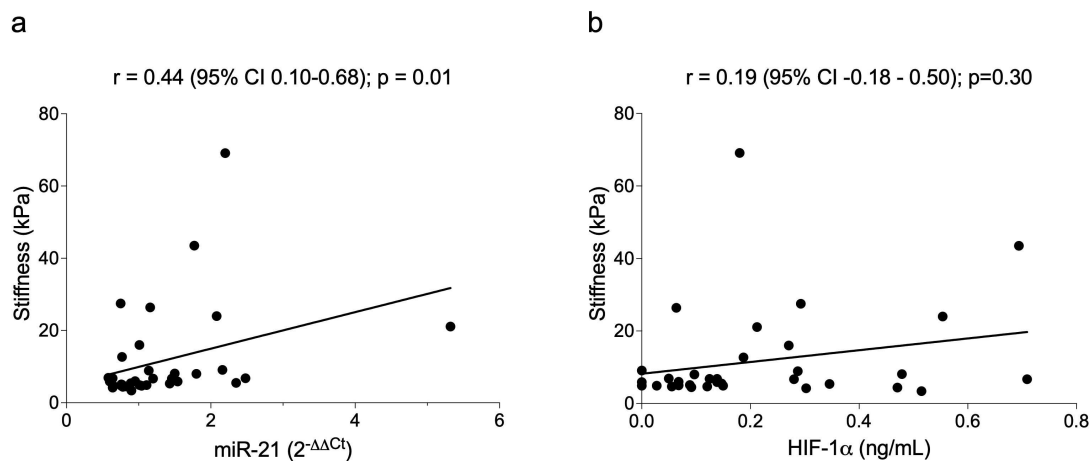 a
r = 0.44 (95% CI 0.10-0.68); p = 0.01
80
60
40
20
0
Stiffness (kPa)
0 2 4 6
miR-21 (2-ΔΔCt)
b
r = 0.19 (95% CI -0.18 - 0.50); p=0.30
80
60
40
20
0
Stiffness (kPa)
0.0 0.2 0.4 0.6 0.8
HIF-1α (ng/mL)